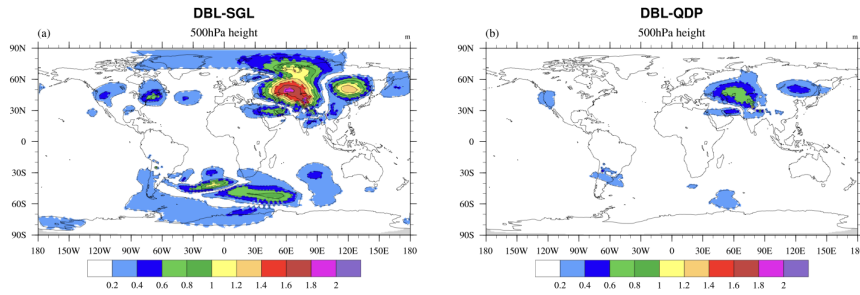 DBL-SGL
(a) 500hPa height m
90N
60N
30N
0
30S
60S
90S
180 150W 120W 90W 60W 30W 0 30E 60E 90E 120E 150E 180
0.2 0.4 0.6 0.8 1 1.2 1.4 1.6 1.8 2
DBL-QDP
(b) 500hPa height m
90N
60N
30N
0
30S
60S
90S
180 150W 120W 90W 60W 30W 0 30E 60E 90E 120E 150E 18
0.2 0.4 0.6 0.8 1 1.2 1.4 1.6 1.8 2